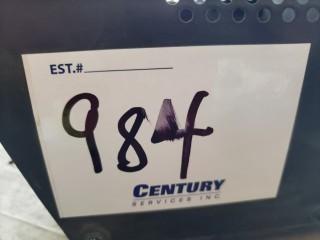 EST.#
984
CENTURY
SERVICES INC